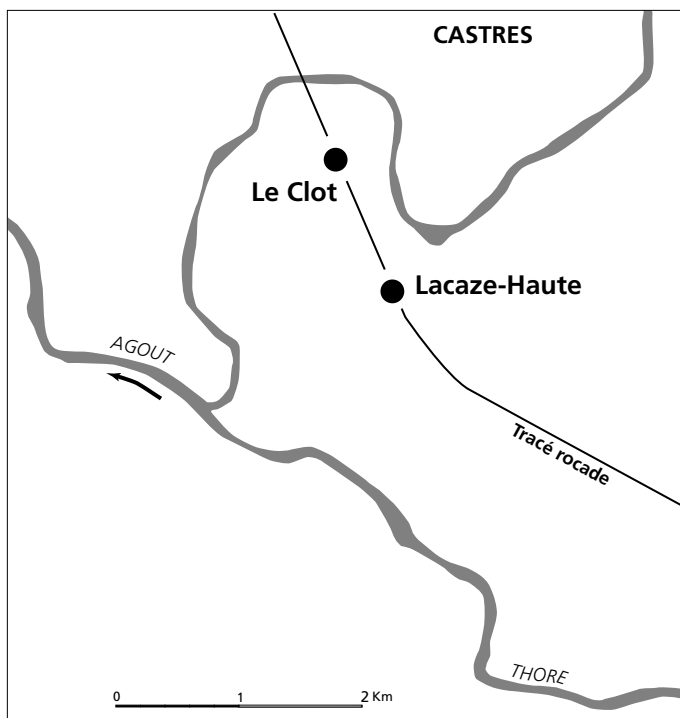 CASTRES
Le Clot
Lacaze-Haute
AGOUT
Tracé rocade
THORE
0 1 2 Km